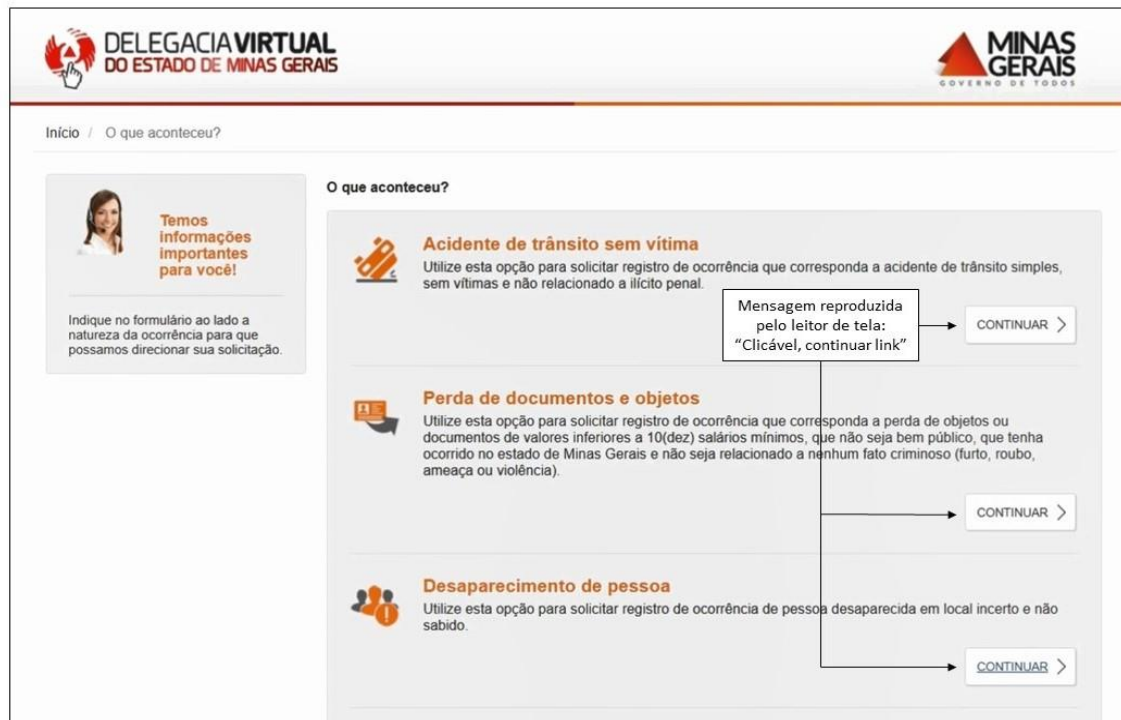 DELEGACIA VIRTUAL
DO ESTADO DE MINAS GERAIS
MINAS
GERAIS
GOVERNO DE TODOS
Início / O que aconteceu?
Temos
informações
importantes
para você!
Indique no formulário ao lado a
natureza da ocorrência para que
possamos direcionar sua solicitação.
O que aconteceu?
Acidente de trânsito sem vítima
Utilize esta opção para solicitar registro de ocorrência que corresponda a acidente de trânsito simples,
sem vítimas e não relacionado a ilícito penal.
Mensagem reproduzida
pelo leitor de tela:
“Clicável, continuar link”
CONTINUAR
Perda de documentos e objetos
Utilize esta opção para solicitar registro de ocorrência que corresponda a perda de objetos ou
documentos de valores inferiores a 10(dez) salários mínimos, que não seja bem público, que tenha
ocorrido no estado de Minas Gerais e não seja relacionado a nenhum fato criminoso (furto, roubo,
ameaça ou violência).
CONTINUAR
Desaparecimento de pessoa
Utilize esta opção para solicitar registro de ocorrência de pessoa desaparecida em local incerto e não
sabido.
CONTINUAR